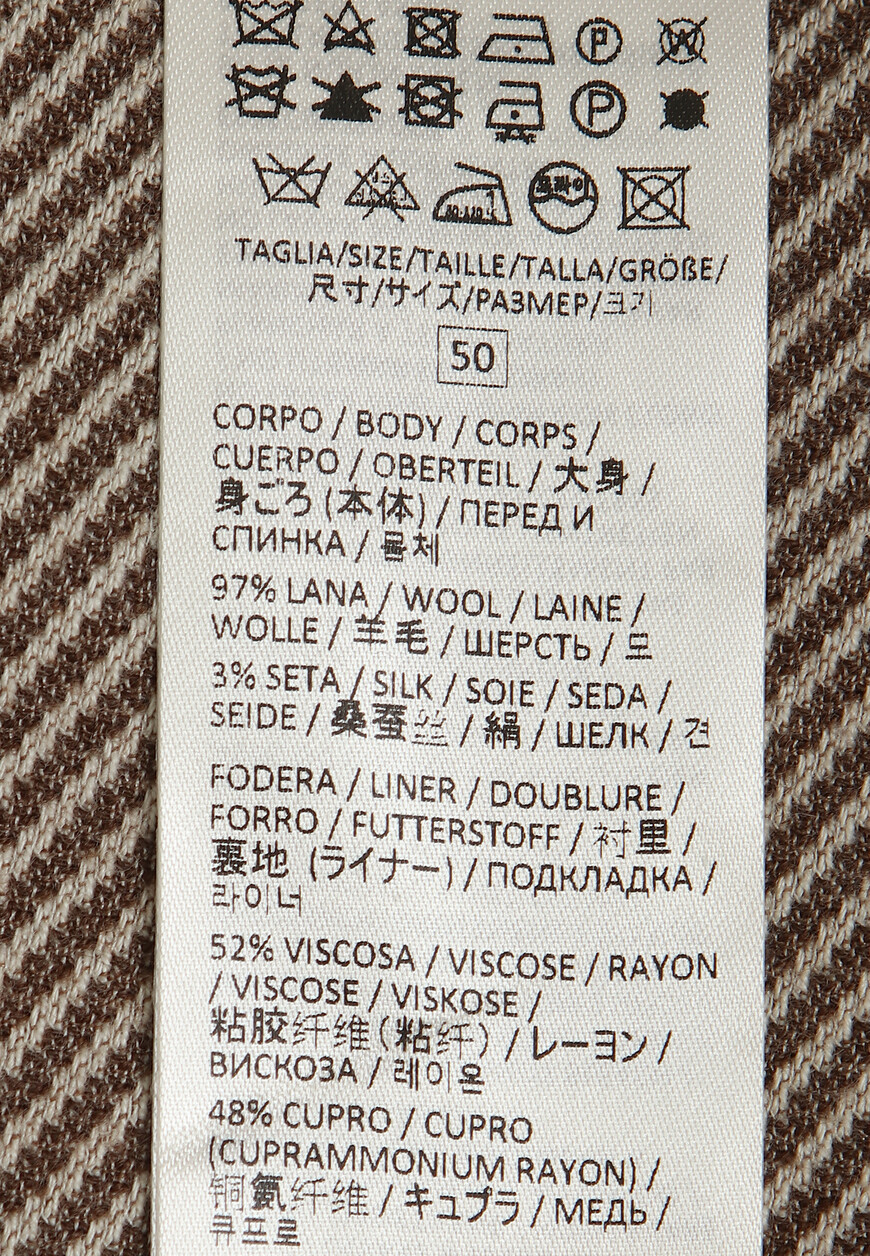 P W
P
드라이
TAGLIA/SIZE/TAILLE/TALLA/GRÖßE/
尺寸/サイズ/РАЗМЕР/크기
50
CORPO / BODY / CORPS /
CUERPO / OBERTEIL / 大身 /
身ごろ (本体) / ПЕРЕД И
СПИНКА / 몸체
97% LANA / WOOL / LAINE /
WOLLE / 羊毛 / ШЕРСТЬ / 모
3% SETA / SILK / SOIE / SEDA /
SEIDE / 桑蚕丝 / 絹 / ШЕЛК / 견
FODERA / LINER / DOUBLURE /
FORRO / FUTTERSTOFF / 衬里 /
裏地 (ライナー) / ПОДКЛАДКА /
라이너
52% VISCOSA / VISCOSE / RAYON
/ VISCOSE / VISKOSE /
粘胶纤维 (粘纤) / レーヨン /
ВИСКОЗА / 레이온
48% CUPRO / CUPRO
(CUPRAMMONIUM RAYON) /
铜氨纤维 / キュプラ / МЕДЬ /
큐프로